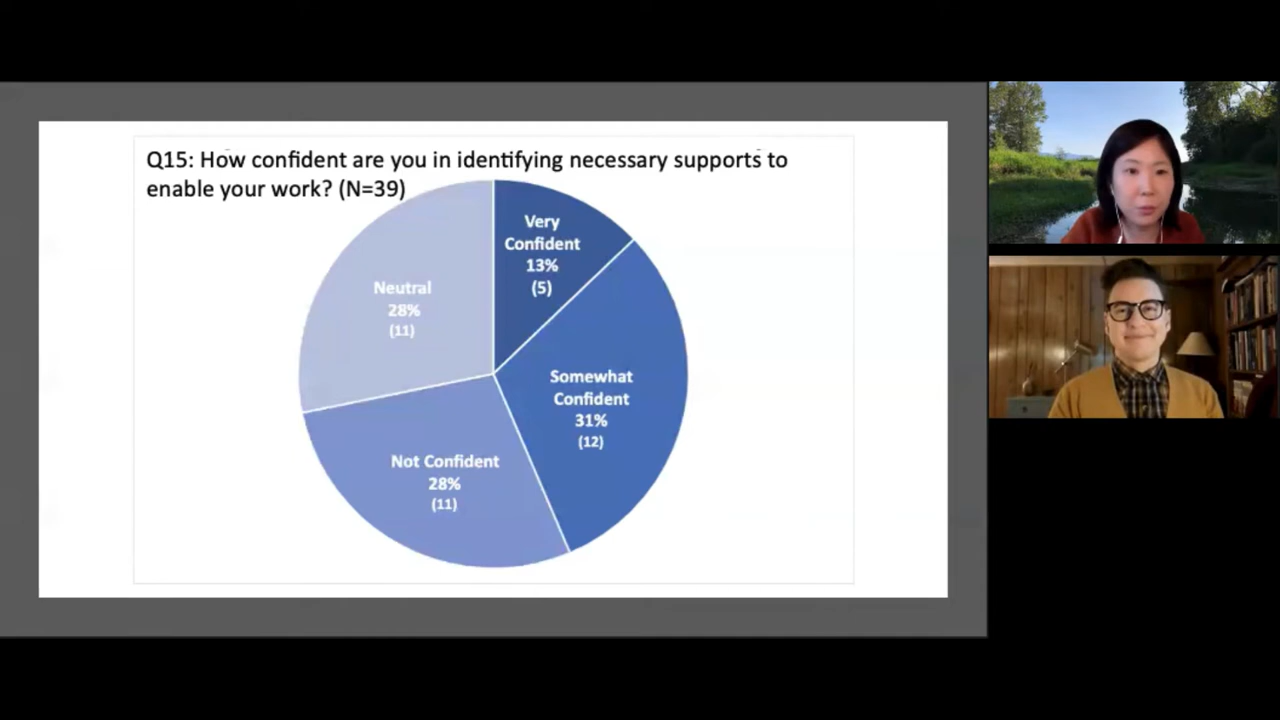 Q15: How confident are you in identifying necessary supports to
enable your work? (N=39)
Very
Confident
13%
(5)
Somewhat
Confident
31%
(12)
Not Confident
28%
(11)
Neutral
28%
(11)